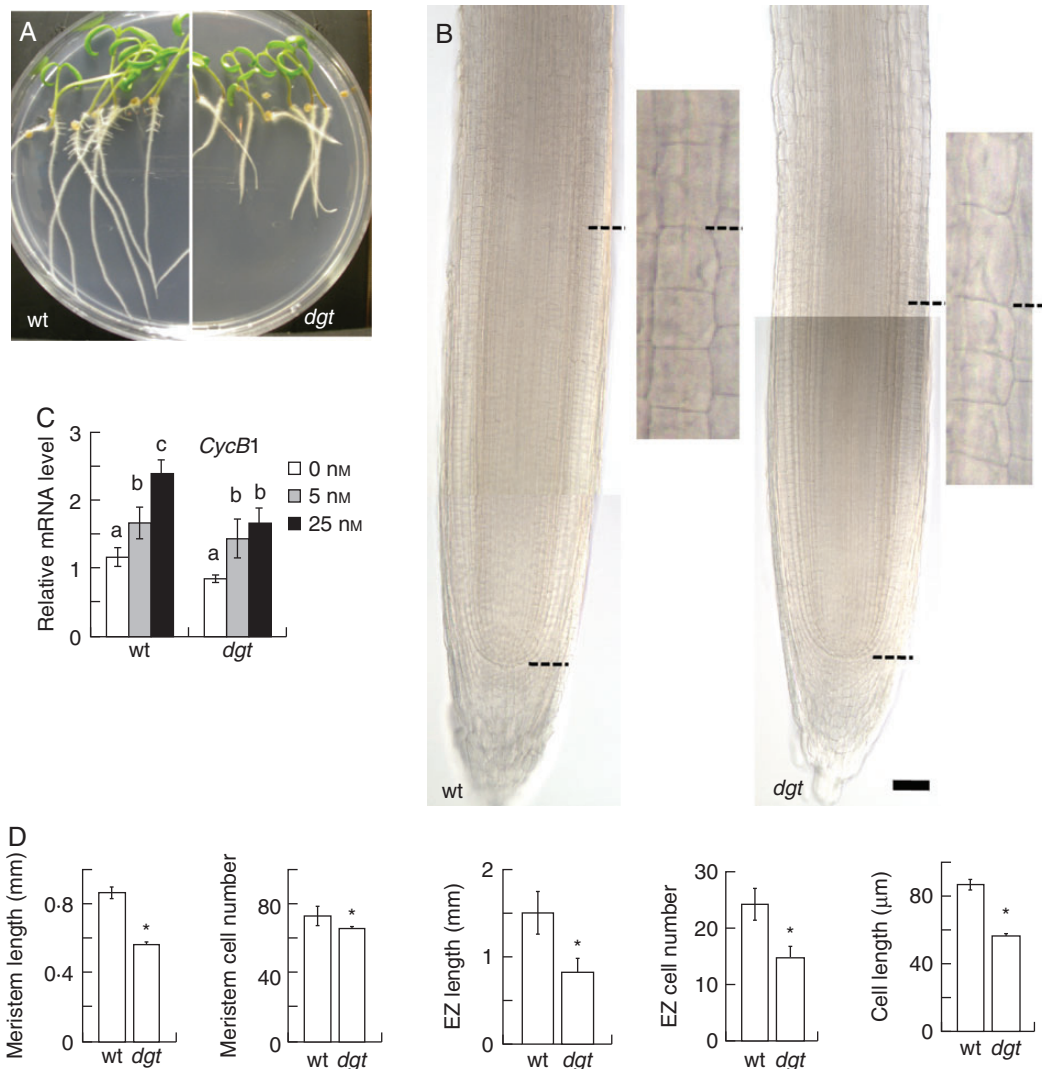 A
wt
dgt
B
wt
dgt
C
CycB1
Relative mRNA level
3
2
1
0
a
b
c
a
b
b
wt
dgt
0 nM
5 nM
25 nM
D
Meristem length (mm)
0·8
0·4
0
*
wt dgt
Meristem cell number
80
40
0
*
wt dgt
EZ length (mm)
2
1
0
*
wt dgt
EZ cell number
30
20
10
0
*
wt dgt
Cell length (µm)
80
40
0
*
wt dgt